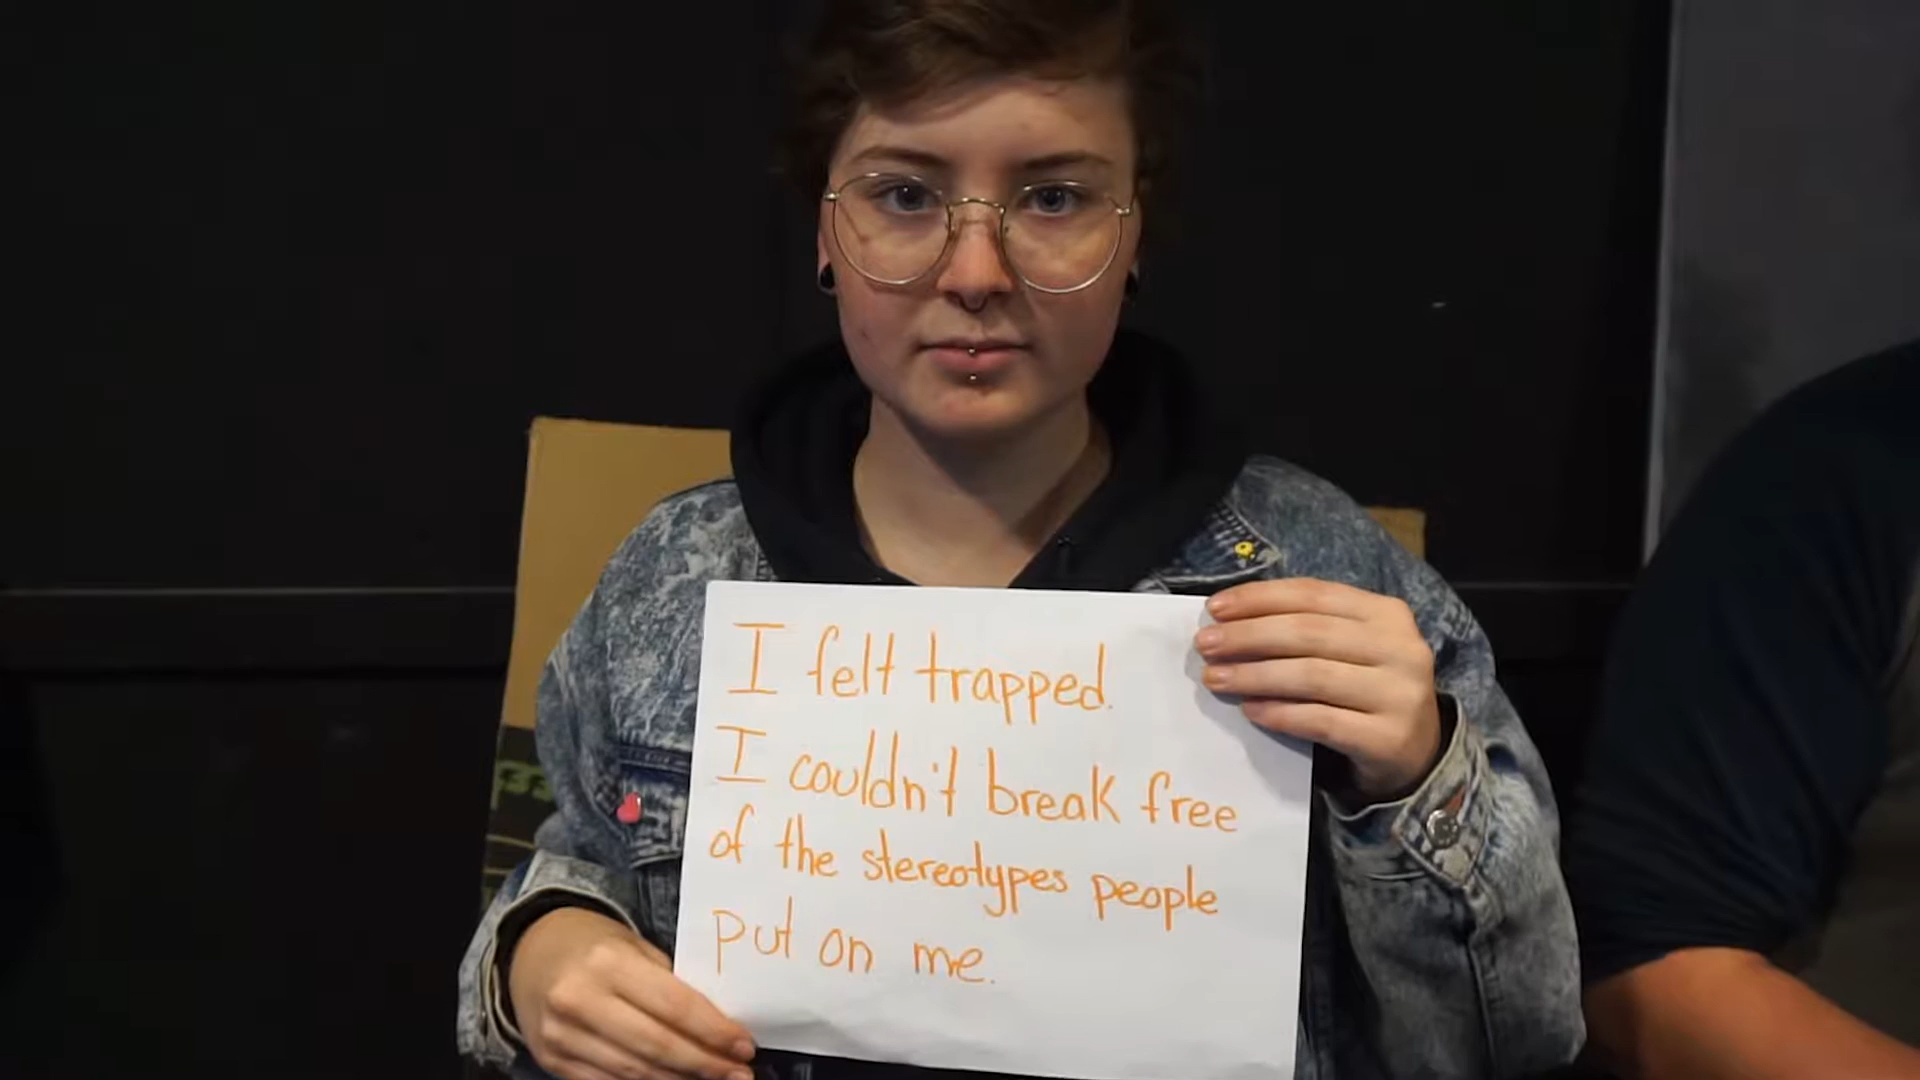 I felt trapped.
I couldn't break free
of the stereotypes people
put on me.